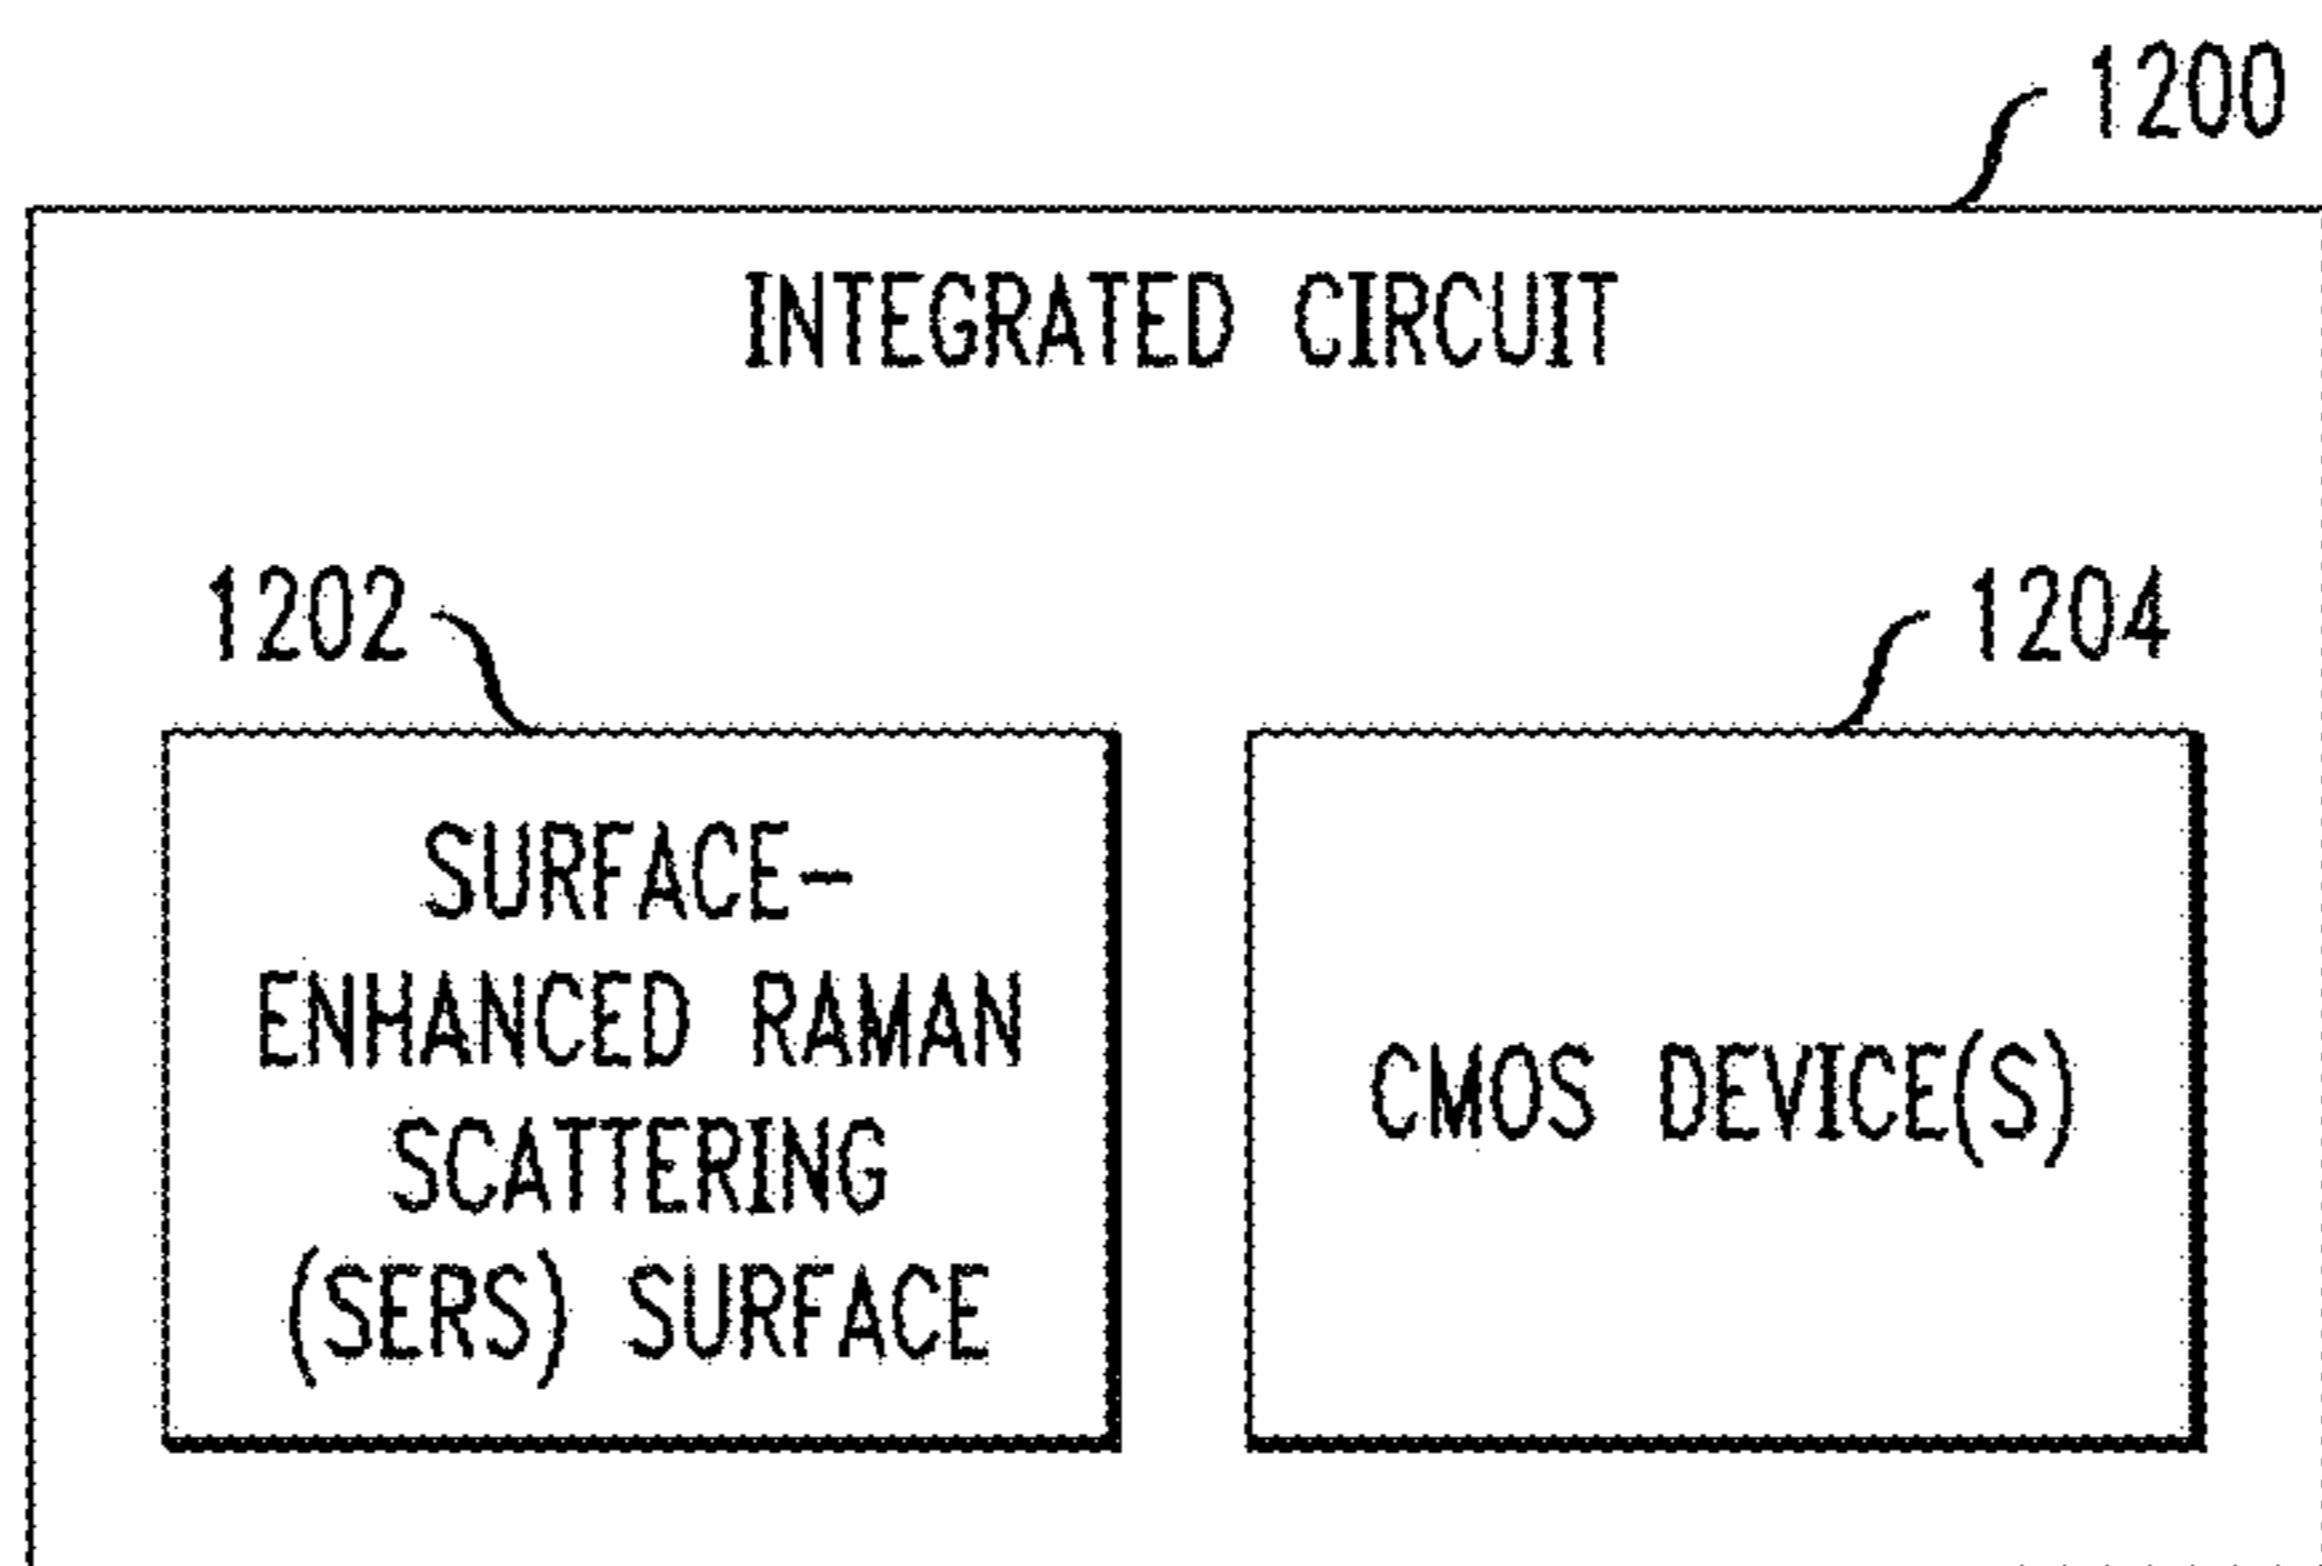 1200
INTEGRATED CIRCUIT
1202
1204
SURFACE-
ENHANCED RAMAN
SCATTERING
(SERS) SURFACE
CMOS DEVICE(S)